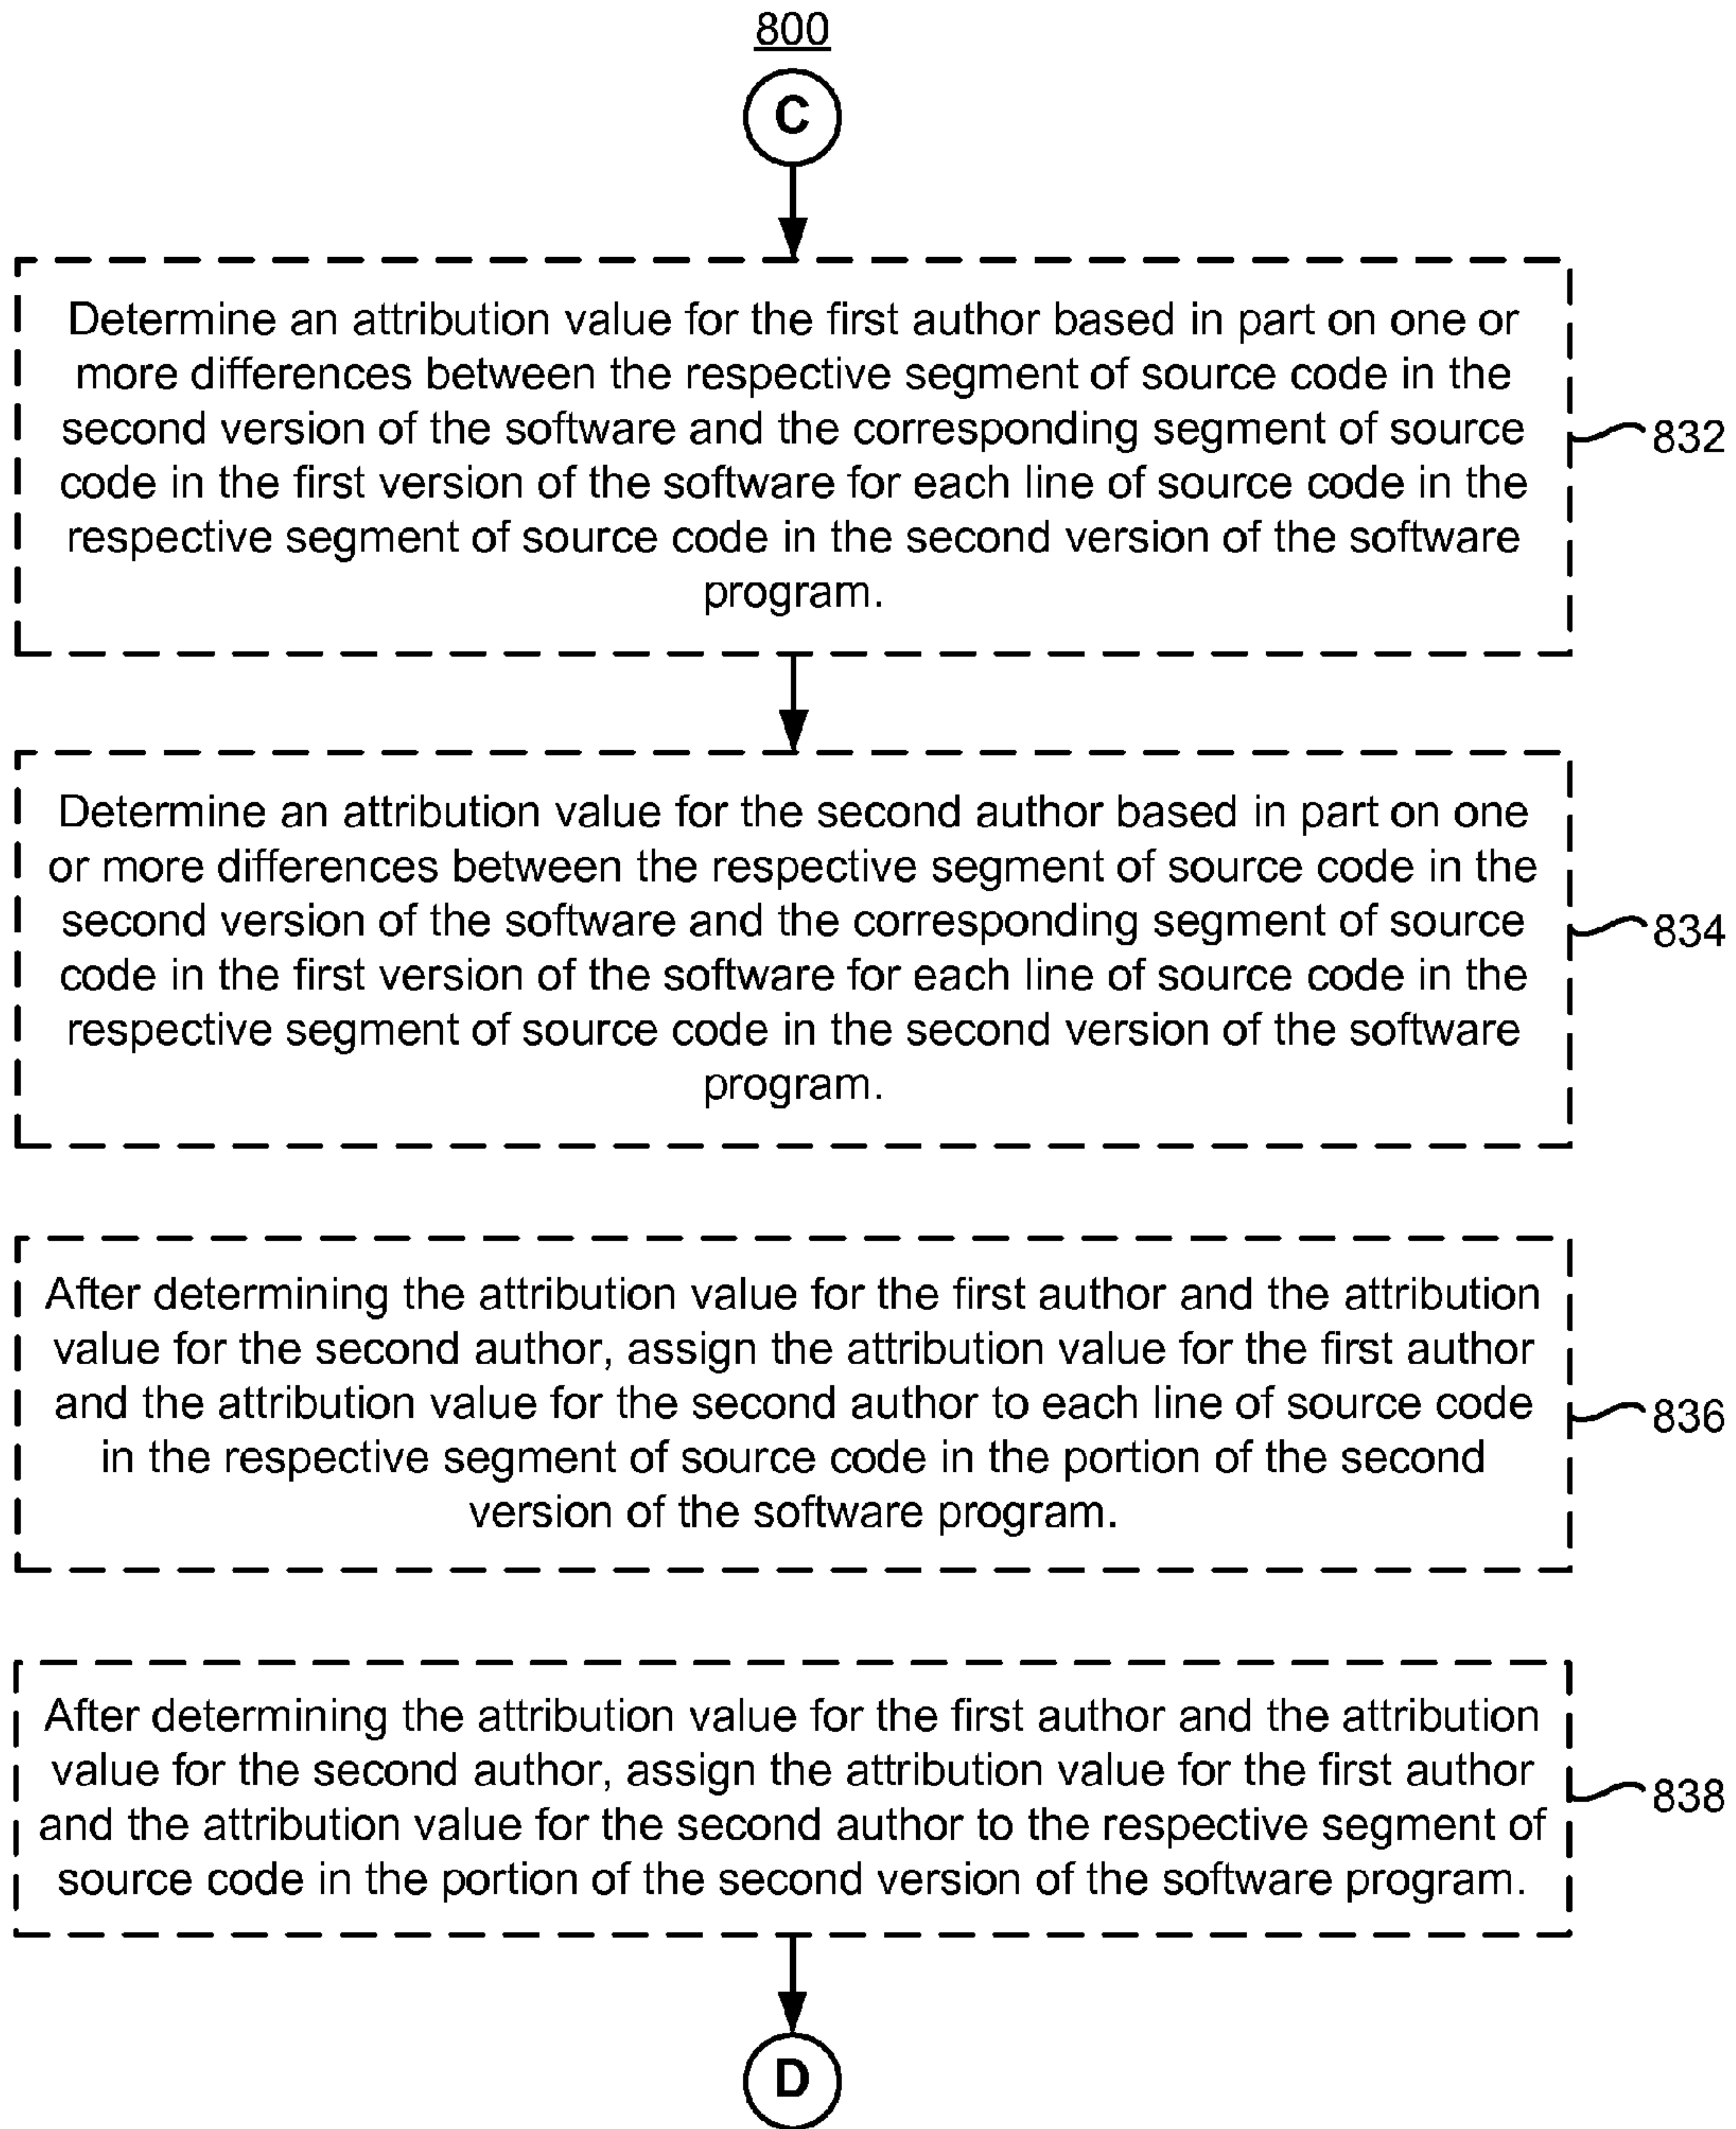 800
C
Determine an attribution value for the first author based in part on one or
more differences between the respective segment of source code in the
second version of the software and the corresponding segment of source
code in the first version of the software for each line of source code in the
respective segment of source code in the second version of the software
program.
832
Determine an attribution value for the second author based in part on one
or more differences between the respective segment of source code in the
second version of the software and the corresponding segment of source
code in the first version of the software for each line of source code in the
respective segment of source code in the second version of the software
program.
834
After determining the attribution value for the first author and the attribution
value for the second author, assign the attribution value for the first author
and the attribution value for the second author to each line of source code
in the respective segment of source code in the portion of the second
version of the software program.
836
After determining the attribution value for the first author and the attribution
value for the second author, assign the attribution value for the first author
and the attribution value for the second author to the respective segment of
source code in the portion of the second version of the software program.
838
D